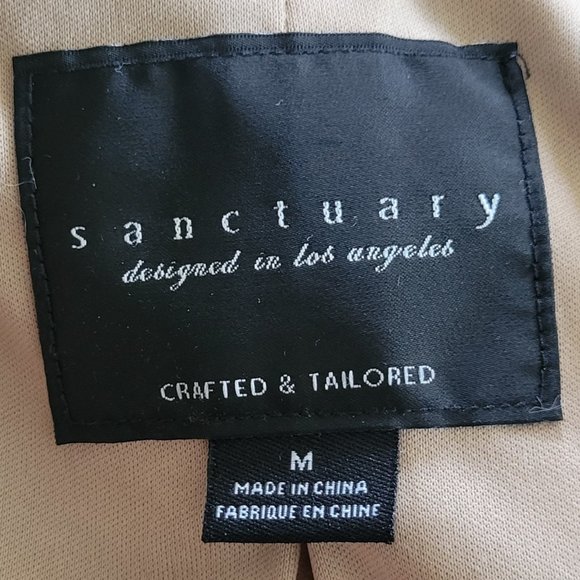 sanctuary
designed in los angeles
CRAFTED & TAILORED
M
MADE IN CHINA
FABRIQUE EN CHINE